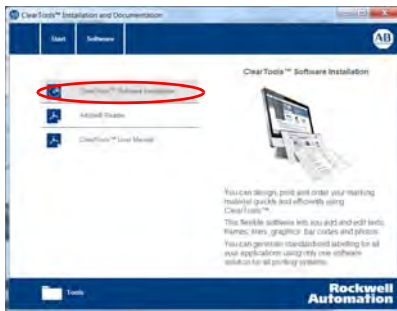 ClearTools™ Installation and Documentation
Start
Software
AB
ClearTools™ Software Installation
ClearTools™ Software Installation
Adobe® Reader
ClearTools™ User Manual
You can design, print and order your marking
material quickly and efficiently using
ClearTools™.
This flexible software lets you add and edit texts,
frames, lines, graphics, bar codes and photos.
You can generate standardised labelling for all
your applications using only one software
solution for all printing systems.
Tools
Rockwell
Automation